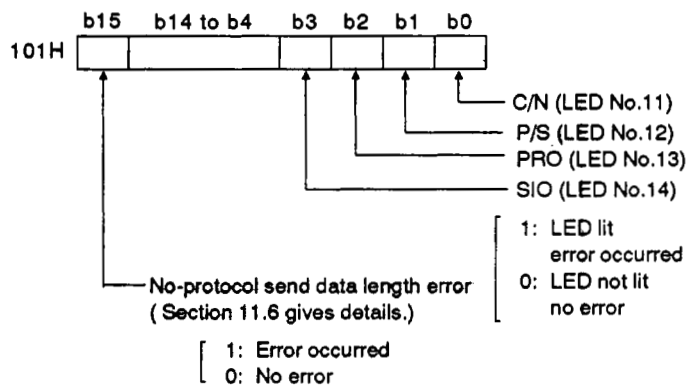 b15 b14 to b4 b3 b2 b1 b0
101H
C/N (LED No.11)
P/S (LED No.12)
PRO (LED No.13)
SIO (LED No.14)
1: LED lit
error occurred
0: LED not lit
no error
No-protocol send data length error
( Section 11.6 gives details.)
1: Error occurred
0: No error